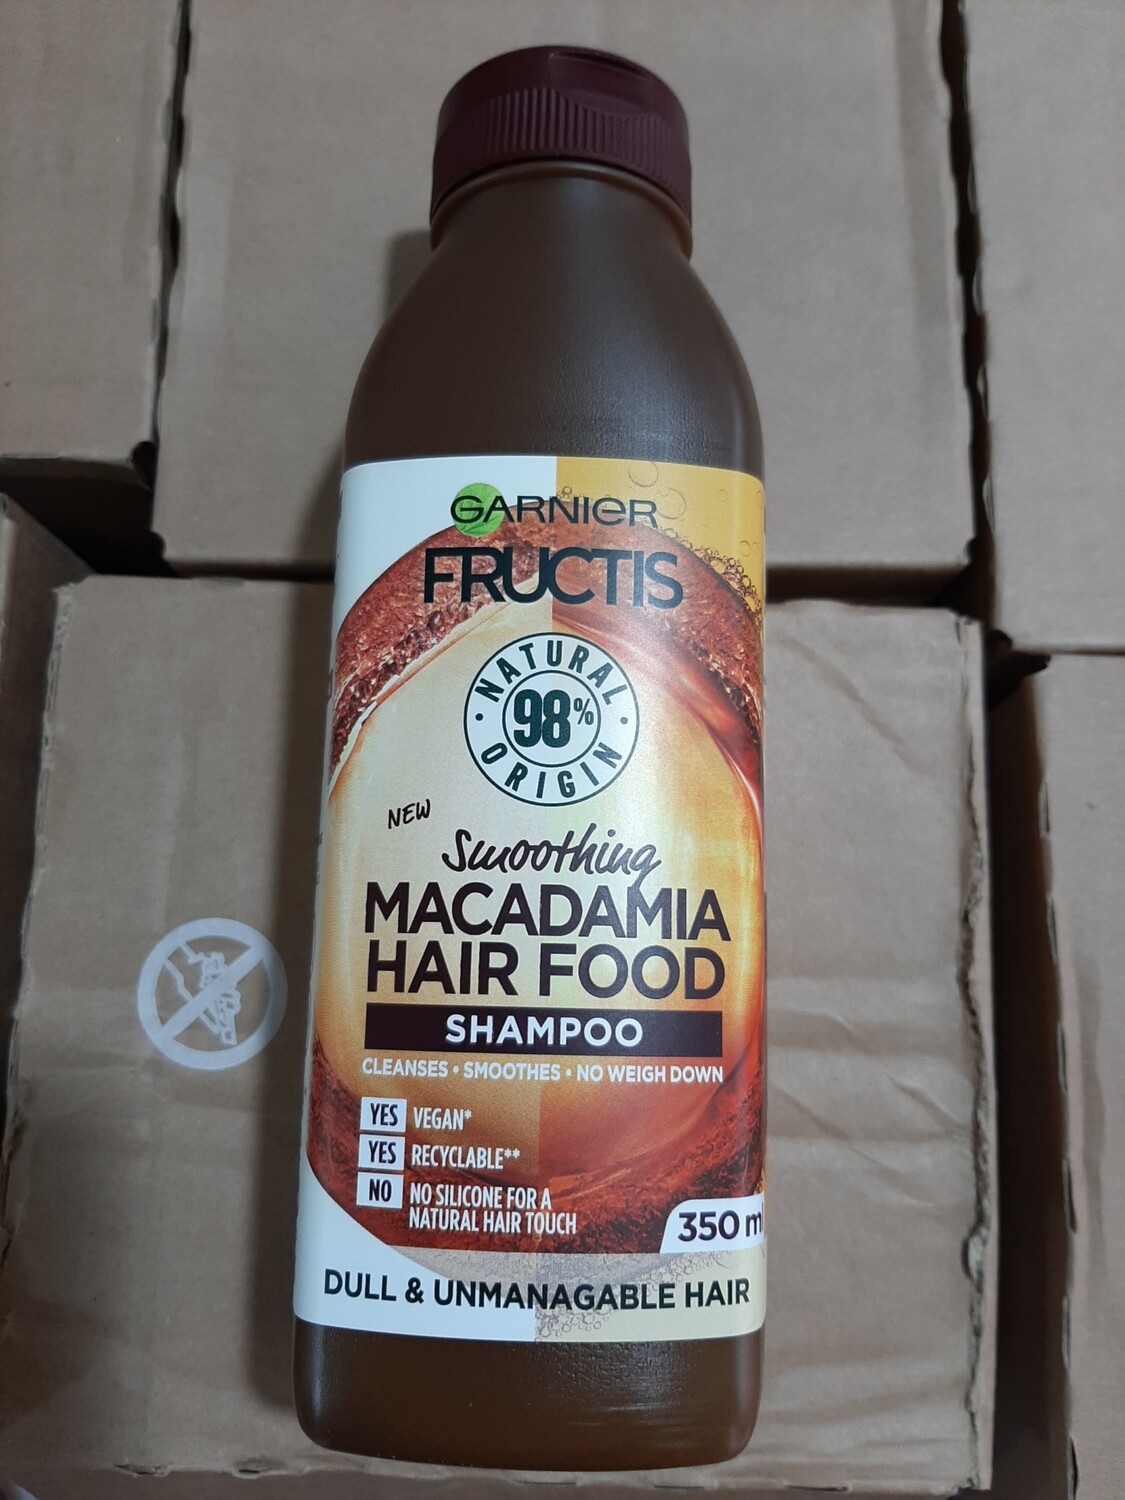 GARNIER
FRUCTIS
NATURAL
98%
ORIGIN
NEW
Smoothing
MACADAMIA
HAIR FOOD
SHAMPOO
CLEANSES • SMOOTHES • NO WEIGH DOWN
YES VEGAN*
YES RECYCLABLE**
NO NO SILICONE FOR A
NATURAL HAIR TOUCH
350 ml
DULL & UNMANAGABLE HAIR